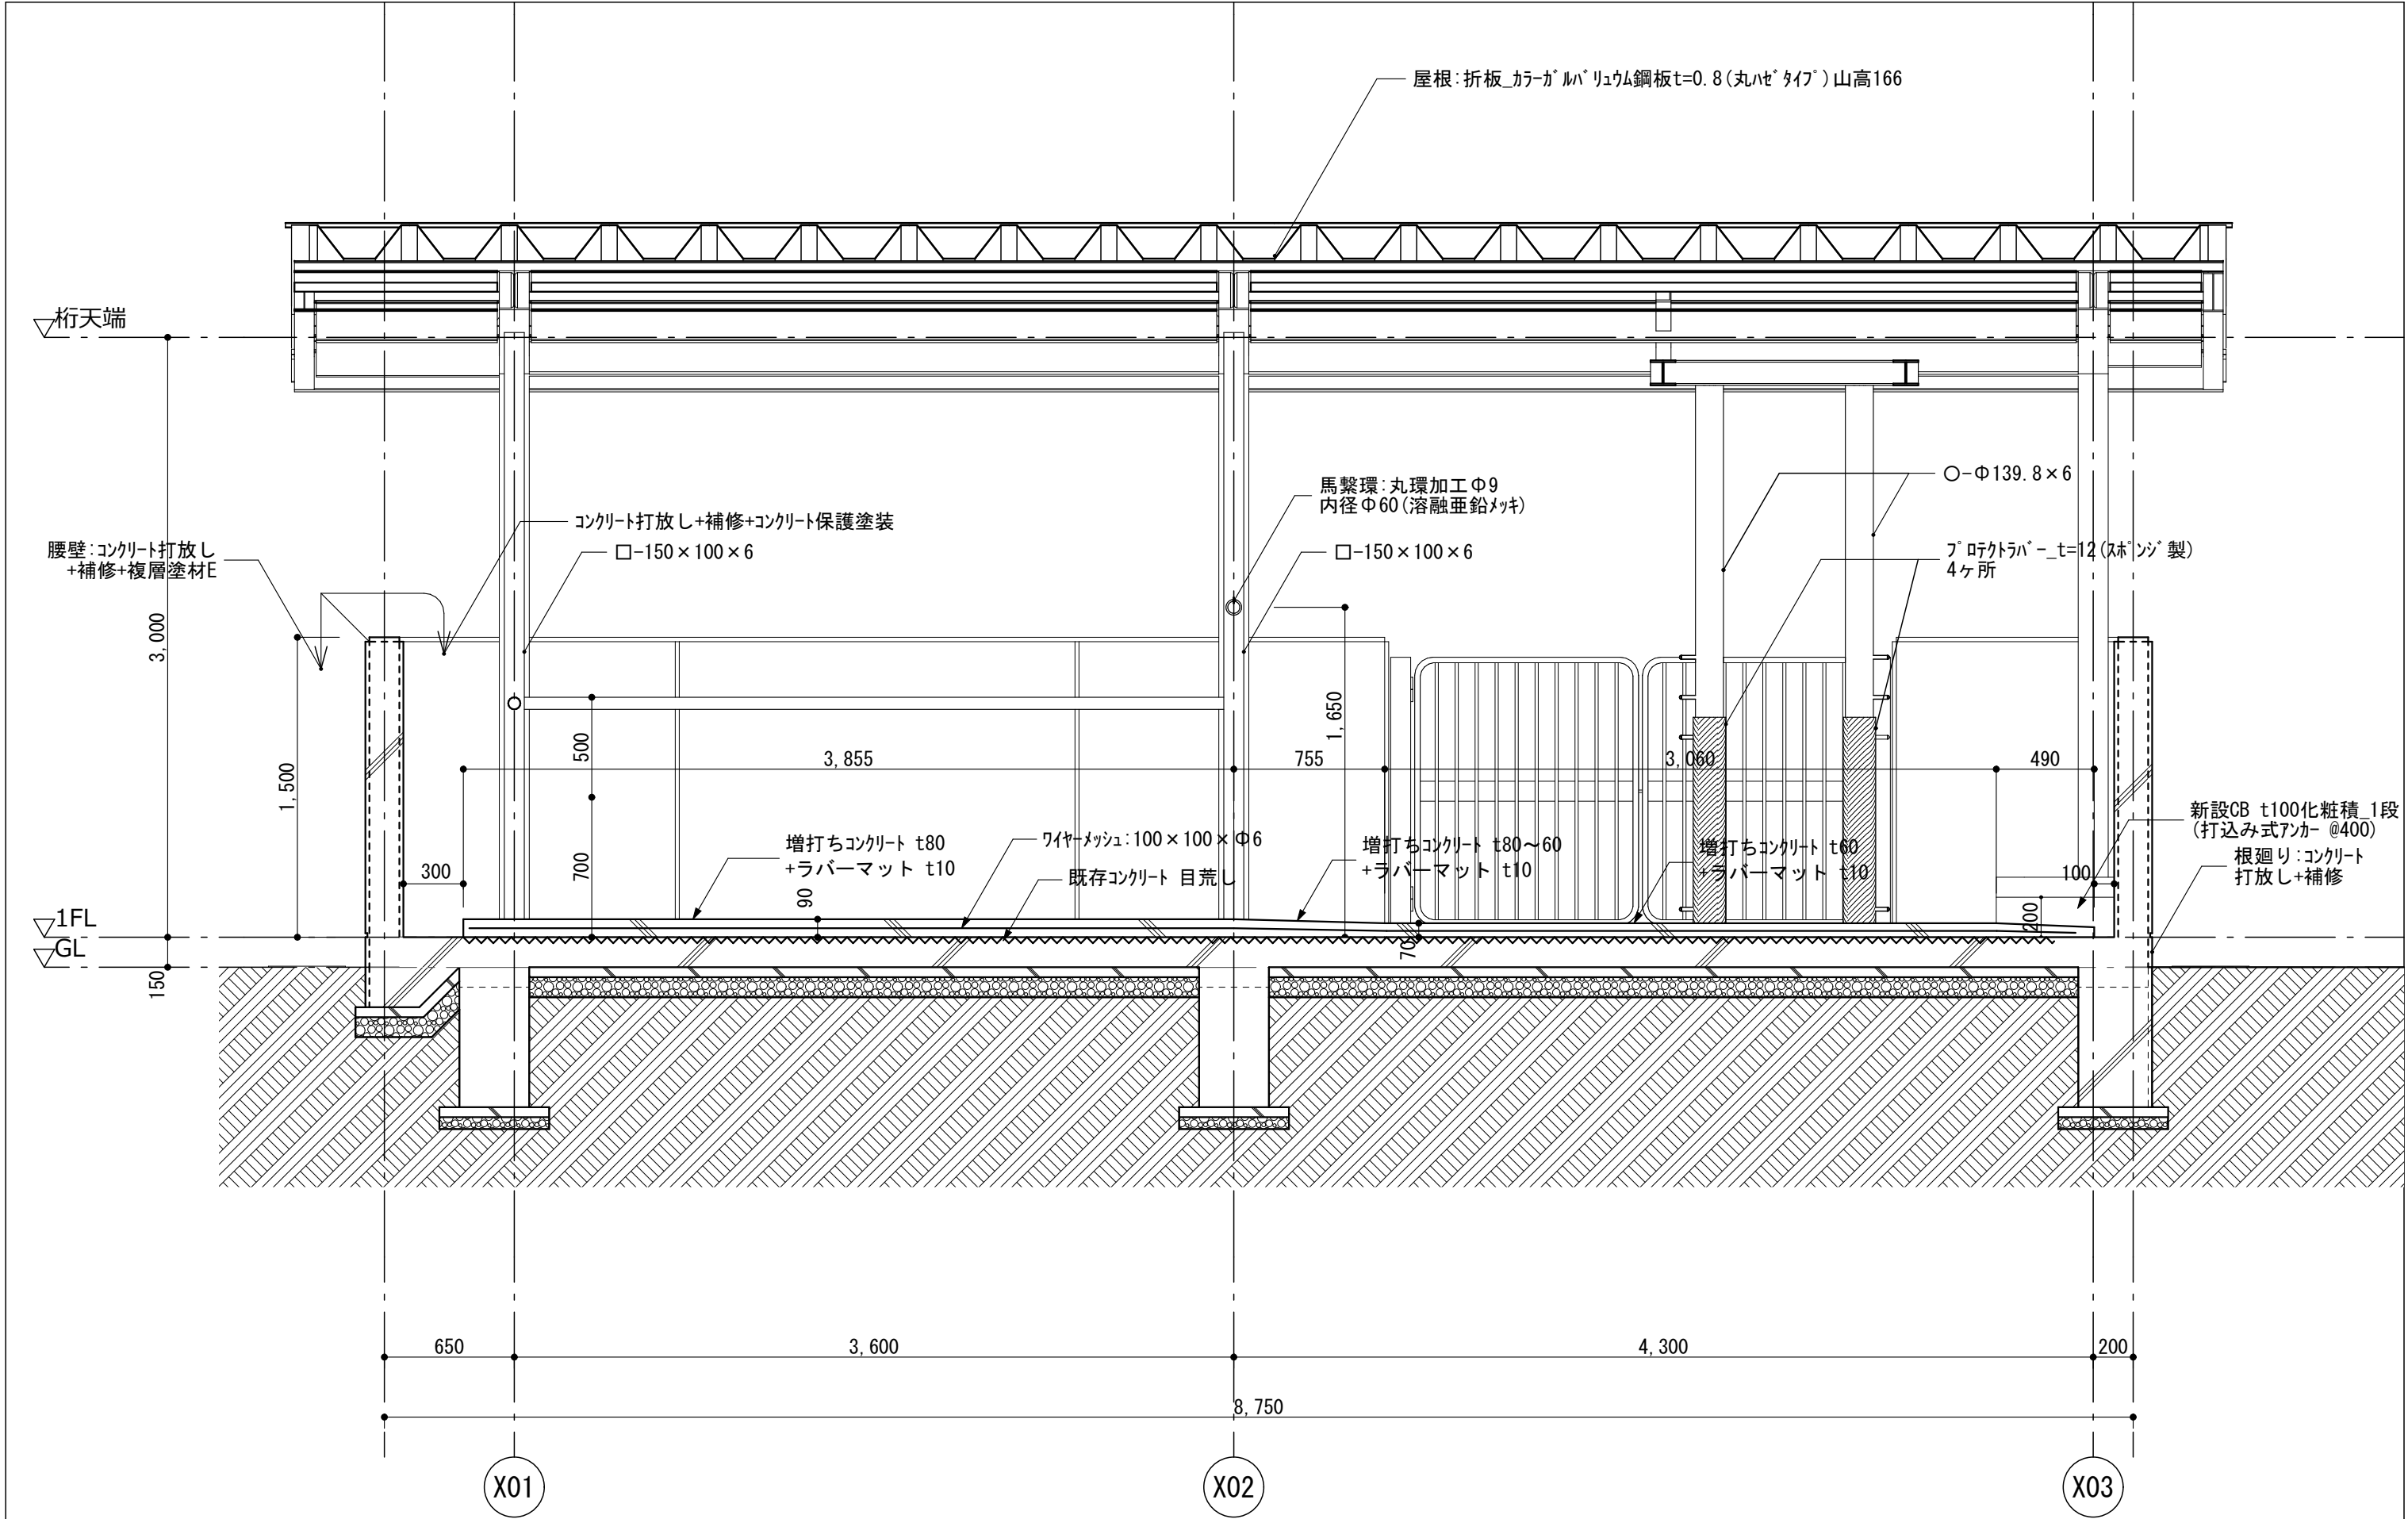 屋根:折板_カラーガルバリュウム鋼板t=0.8(丸ハゼタイプ)山高166
桁天端
馬繋環:丸環加工Φ9
内径Φ60(溶融亜鉛メッキ)
○-Φ139.8×6
コンクリート打放し+補修+コンクリート保護塗装
腰壁:コンクリート打放し
+補修+複層塗材E
□-150×100×6
□-150×100×6
プロテクトラバー_t=12(スポンジ製)
4ヶ所
3,000
1,500
500
1,650
3,855
755
3,060
490
新設CB t100化粧積_1段
(打込み式アンカー @400)
増打ちコンクリート t80
+ラバーマット t10
ワイヤーメッシュ:100×100×Φ6
増打ちコンクリート t80～60
+ラバーマット t10
増打ちコンクリート t60
+ラバーマット t10
根廻り:コンクリート
打放し+補修
300
700
90
既存コンクリート 目荒し
100
200
70
1FL
GL
150
650
3,600
4,300
200
8,750
X01
X02
X03